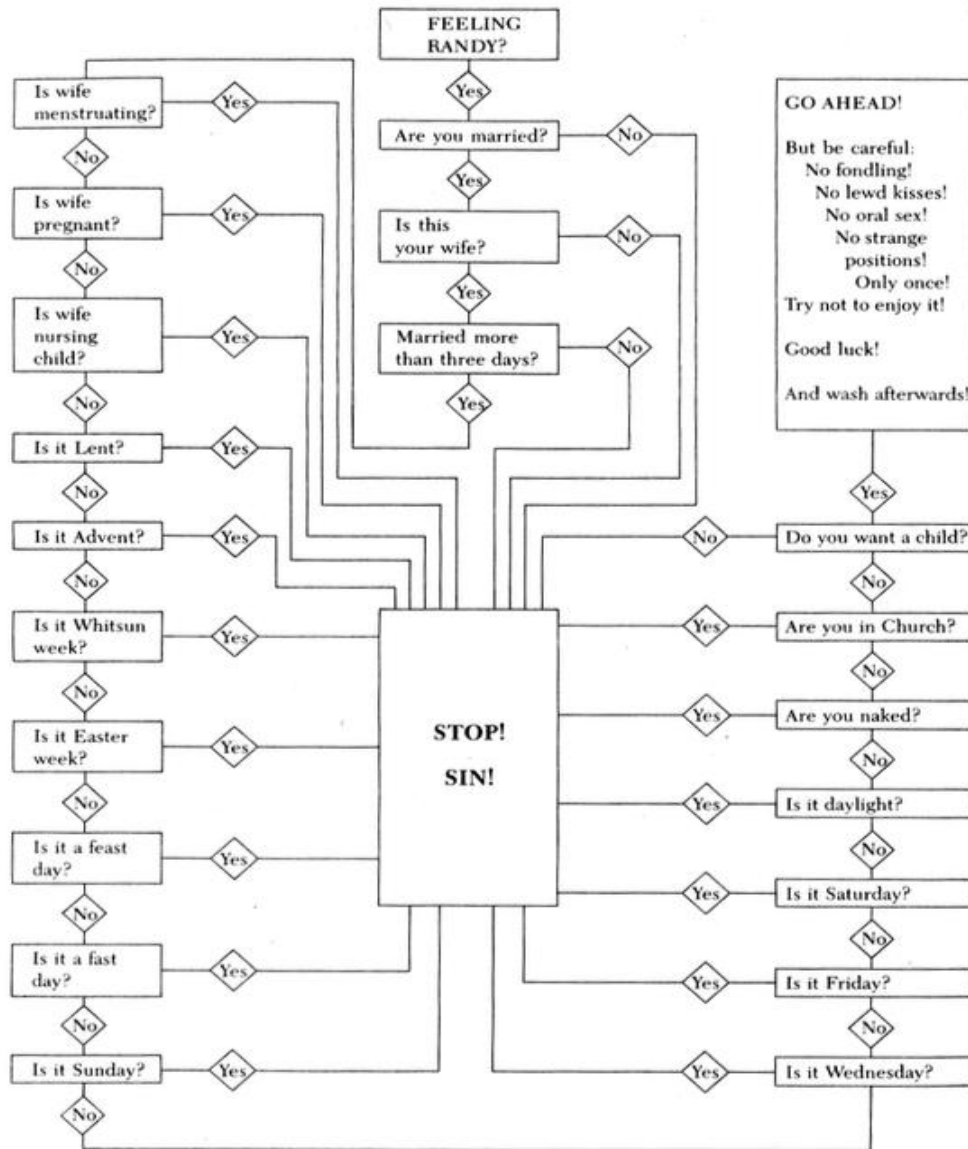 FEELING
RANDY?
Yes
Are you married?
No
Yes
Is this
your wife?
No
Yes
Married more
than three days?
No
Yes
Is wife
menstruating?
Yes
No
Is wife
pregnant?
Yes
No
Is wife
nursing
child?
Yes
No
Is it Lent?
Yes
No
Is it Advent?
Yes
No
Is it Whitsun
week?
Yes
No
Is it Easter
week?
Yes
No
Is it a feast
day?
Yes
No
Is it a fast
day?
Yes
No
Is it Sunday?
Yes
No
Is it Wednesday?
Yes
No
Is it Friday?
Yes
No
Is it Saturday?
Yes
No
Is it daylight?
Yes
No
Are you naked?
Yes
No
Are you in Church?
Yes
No
Do you want a child?
No
Yes
GO AHEAD!
But be careful:
No fondling!
No lewd kisses!
No oral sex!
No strange
positions!
Only once!
Try not to enjoy it!
Good luck!
And wash afterwards!
STOP!
SIN!